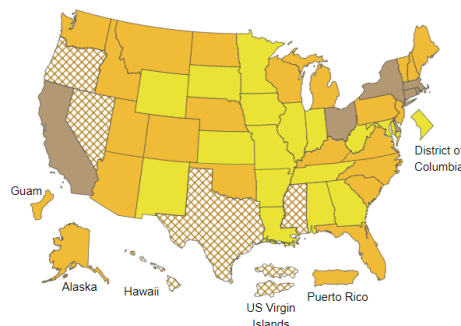 District of
Columbia
Guam
Alaska
Hawaii
US Virgin
Islands
Puerto Rico